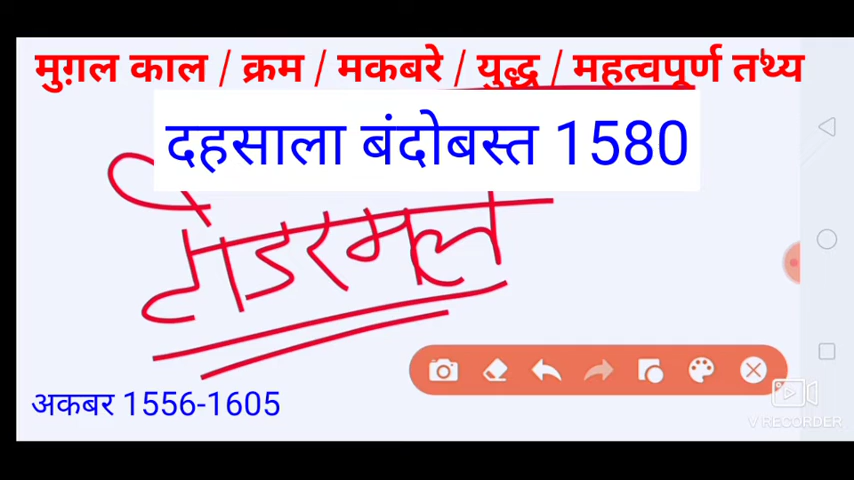 मुग़ल काल / क्रम / मकबरे / युद्ध / महत्वपूर्ण तथ्य
दहसाला बंदोबस्त 1580
टोडरमल
अकबर 1556-1605
V RECORDER